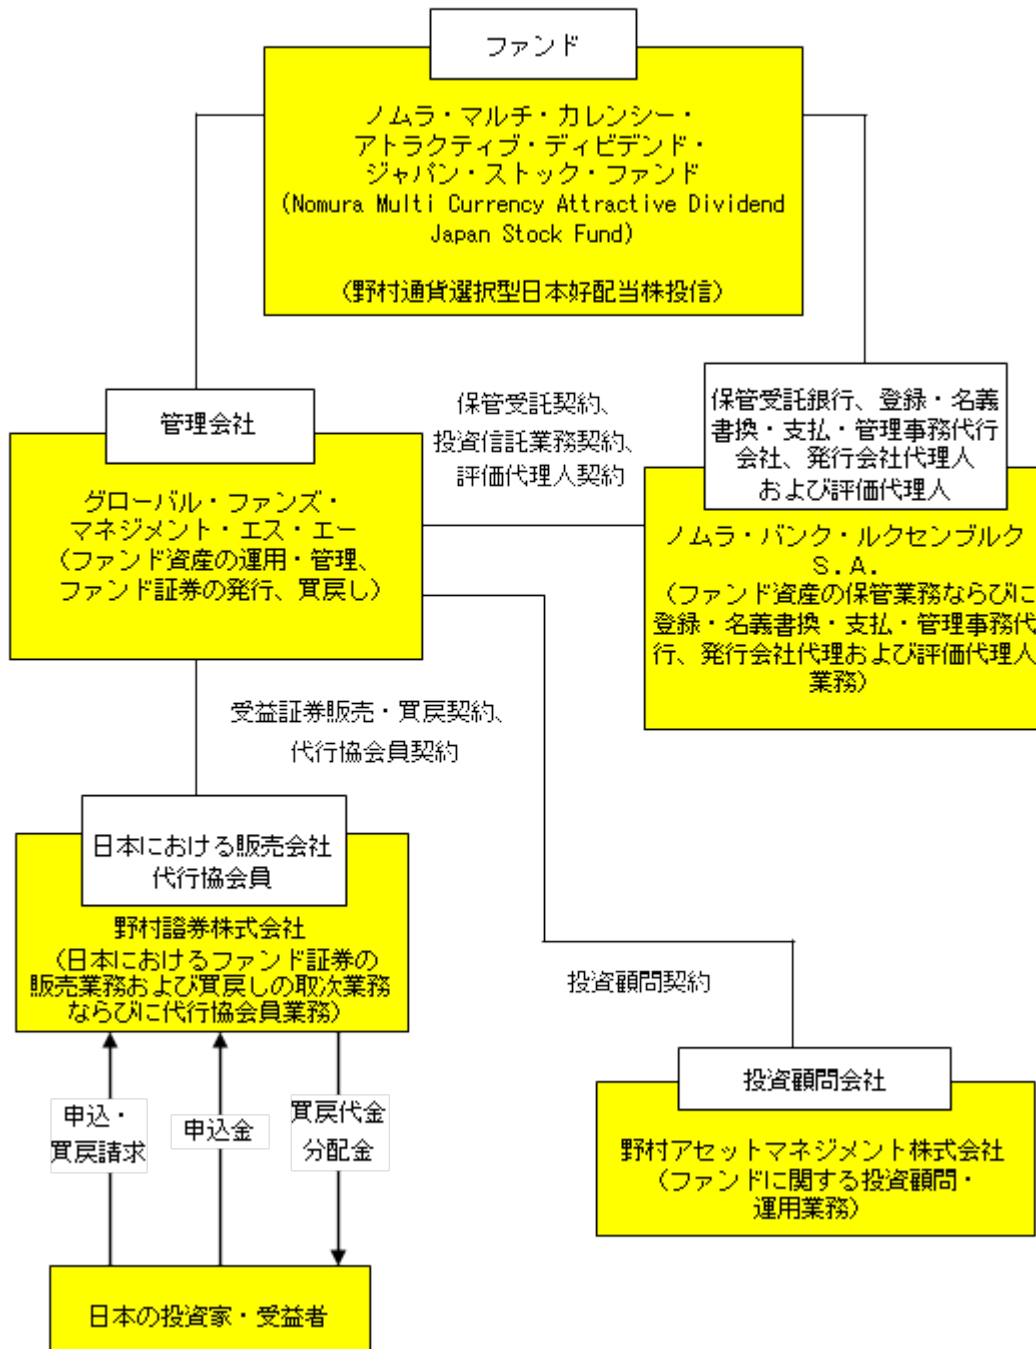 ファンド
ノムラ・マルチ・カレンシー・
アトラクティブ・ディビデンド・
ジャパン・ストック・ファンド
(Nomura Multi Currency Attractive Dividend
Japan Stock Fund)
(野村通貨選択型日本好配当株投信)
管理会社
グローバル・ファンズ・
マネジメント・エス・エー
(ファンド資産の運用・管理、
ファンド証券の発行、買戻し)
保管受託契約、
投資信託業務契約、
評価代理人契約
保管受託銀行、登録・名義
書換・支払・管理事務代行
会社、発行会社代理人
および評価代理人
ノムラ・バンク・ルクセンブルク
S.A.
(ファンド資産の保管業務ならびに
登録・名義書換・支払・管理事務代
行、発行会社代理および評価代理人
業務)
受益証券販売・買戻契約、
代行協会員契約
日本における販売会社
代行協会員
野村證券株式会社
(日本におけるファンド証券の
販売業務および買戻しの取次業務
ならびに代行協会員業務)
投資顧問契約
投資顧問会社
野村アセットマネジメント株式会社
(ファンドに関する投資顧問・
運用業務)
申込・
買戻請求
申込金
買戻代金
分配金
日本の投資家・受益者